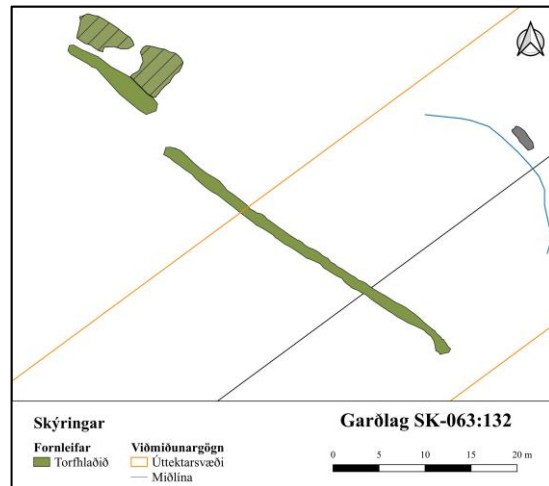 Skýringar
Fornleifar
Torfhlaðið
Viðmiðunargögn
Úttektarsvæði
Miðlína
Garðlag SK-063:132
0 5 10 15 20 m